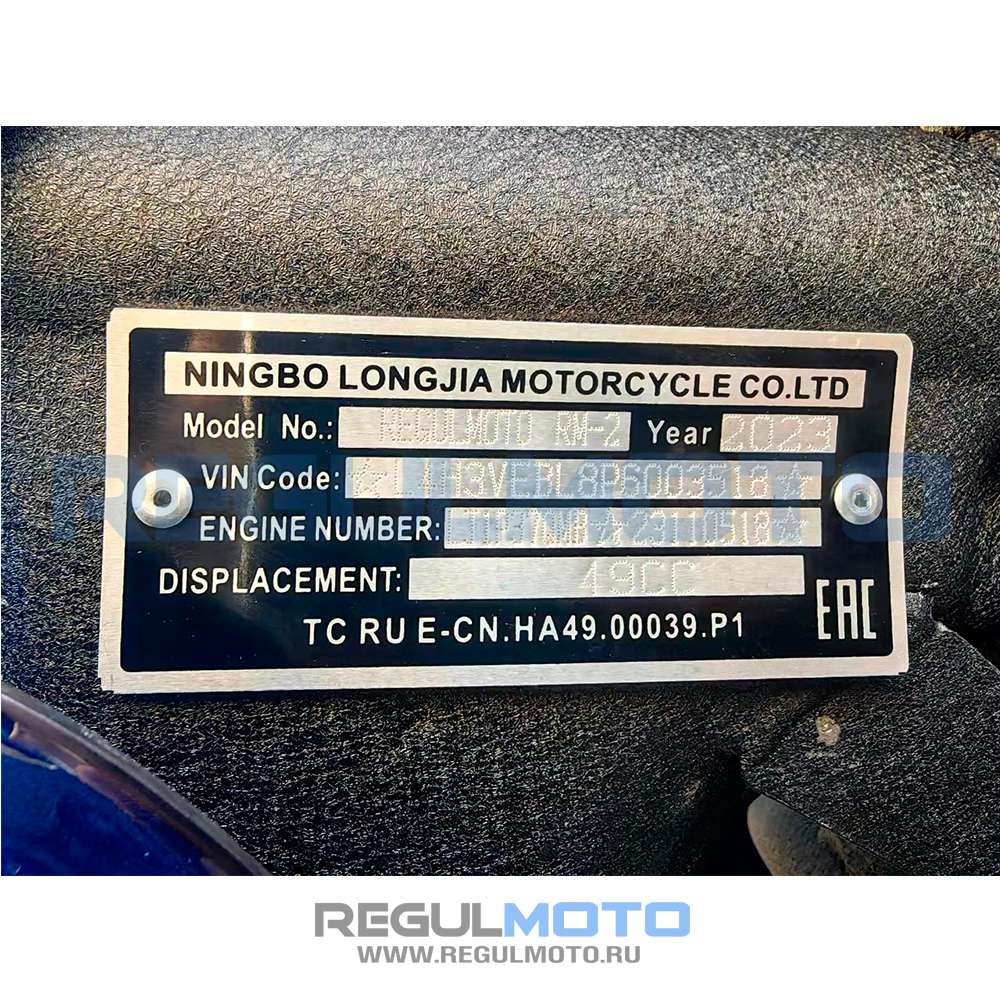 NINGBO LONGJIA MOTORCYCLE CO.LTD
Model No.: REGULMOTO RM-2 Year 2023
VIN Code:
ENGINE NUMBER:
DISPLACEMENT: 49CC
TC RU E-CN.HA49.00039.P1 EAC
REGULMOTO
REGULMOTO
WWW.REGULMOTO.RU